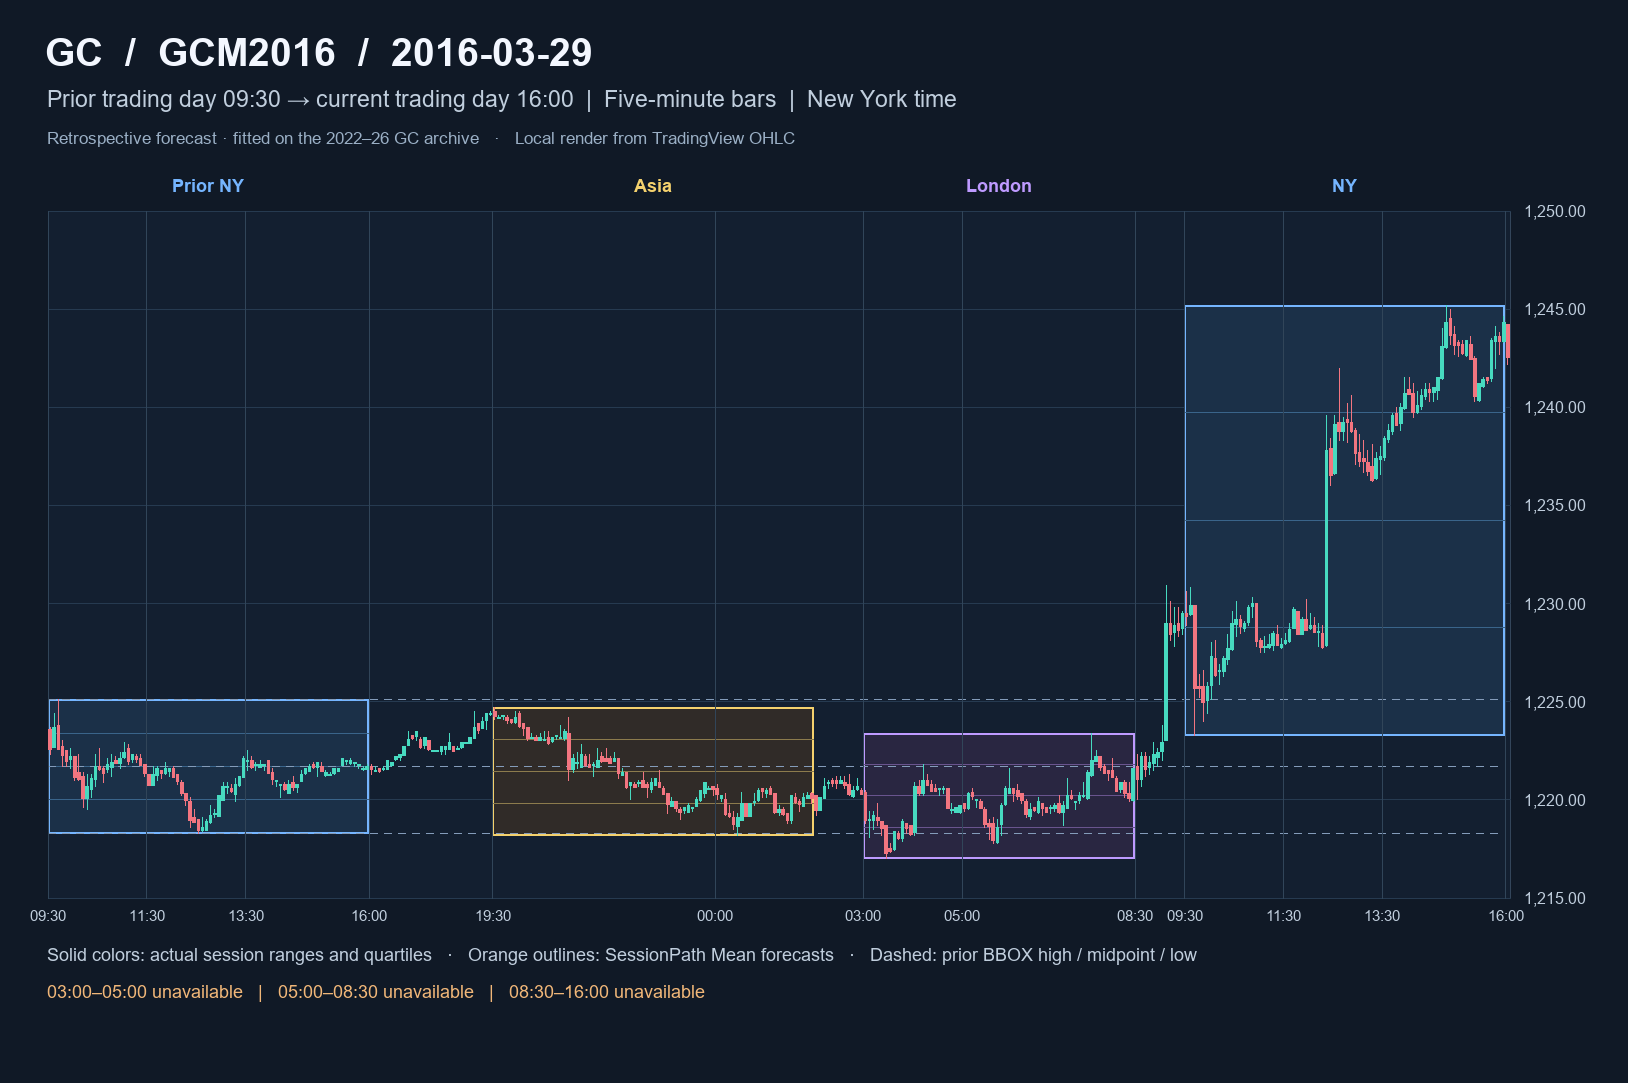 GC / GCM2016 / 2016-03-29
Prior trading day 09:30 → current trading day 16:00 | Five-minute bars | New York time
Retrospective forecast · fitted on the 2022–26 GC archive · Local render from TradingView OHLC
Prior NY Asia London NY
1,250.00
1,245.00
1,240.00
1,235.00
1,230.00
1,225.00
1,220.00
1,215.00
09:30 11:30 13:30 16:00 19:30 00:00 03:00 05:00 08:30 09:30 11:30 13:30 16:00
Solid colors: actual session ranges and quartiles · Orange outlines: SessionPath Mean forecasts · Dashed: prior BBOX high / midpoint / low
03:00–05:00 unavailable | 05:00–08:30 unavailable | 08:30–16:00 unavailable